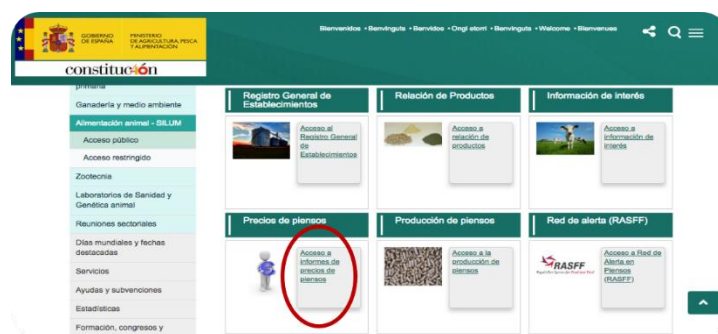 GOBIERNO
DE ESPAÑA
MINISTERIO
DE AGRICULTURA, PESCA
Y ALIMENTACIÓN
Bienvenidos • Benvinguts • Benvidos • Ongi etorri • Benvinguts • Welcome • Bienvenues
constitución
primaria
Ganadería y medio ambiente
Alimentación animal - SILUM
Acceso público
Acceso restringido
Zootecnia
Laboratorios de Sanidad y
Genética animal
Reuniones sectoriales
Días mundiales y fechas
destacadas
Servicios
Ayudas y subvenciones
Estadísticas
Formación, congresos y
Registro General de
Establecimientos
Acceso al
Registro General
de
Establecimientos
Relación de Productos
Acceso a
relación de
productos
Información de interés
Acceso a
información de
interés
Precios de piensos
Acceso a
informes de
precios de
piensos
Producción de piensos
Acceso a la
producción de
piensos
Red de alerta (RASFF)
RASFF
Acceso a Red de
Alerta en
Piensos
(RASFF)